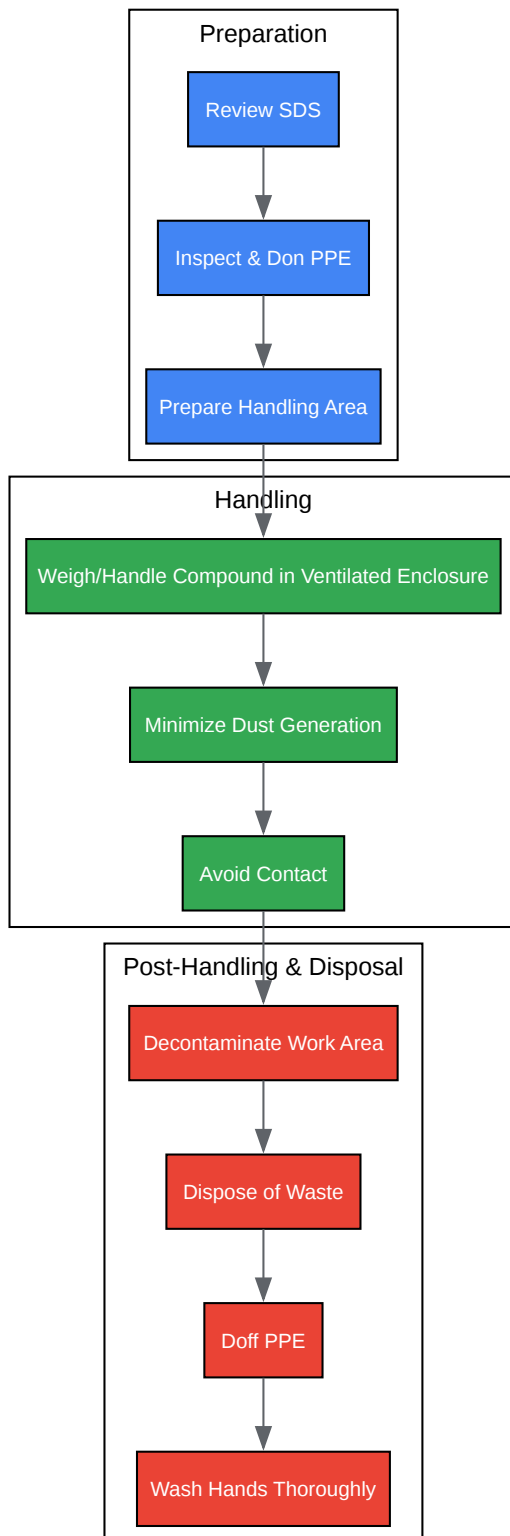 Preparation
Review SDS
Inspect & Don PPE
Prepare Handling Area
Handling
Weigh/Handle Compound in Ventilated Enclosure
Minimize Dust Generation
Avoid Contact
Post-Handling & Disposal
Decontaminate Work Area
Dispose of Waste
Doff PPE
Wash Hands Thoroughly